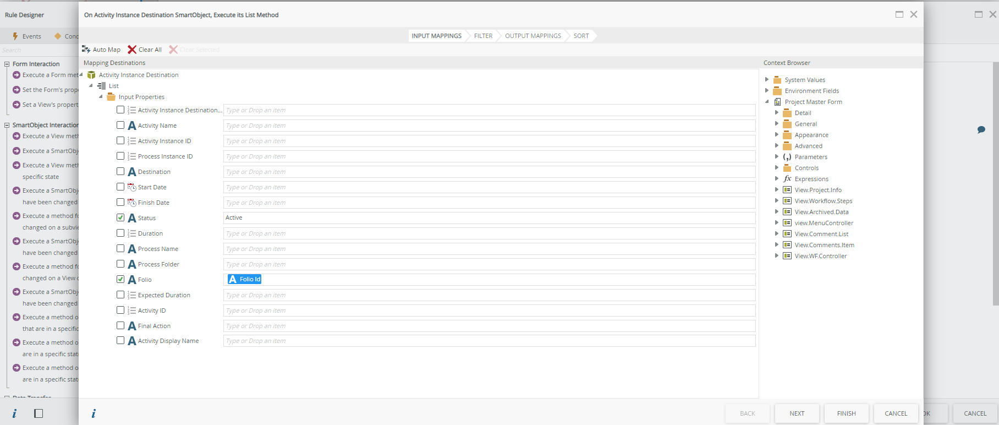 Rule Designer
Events
Conc
Search
Form Interaction
Execute a Form met
Set the Form's prope
Set a View's propert
SmartObject Interaction
Execute a View meth
Execute a SmartObj
Execute a View meth
specific state
Execute a SmartObj
have been changed
Execute a method fo
changed on a subvie
Execute a SmartObj
have been changed
Execute a method fo
changed on a View o
Execute a SmartObj
have been changed
Execute a method o
that are in a specific
Execute a method o
are in a specific stat
Execute a method o
are in a specific stat
Data Transfer
On Activity Instance Destination SmartObject, Execute its List Method
INPUT MAPPINGS
FILTER
OUTPUT MAPPINGS
SORT
Auto Map
Clear All
Clear Selected
Mapping Destinations
Activity Instance Destination
List
Input Properties
Activity Instance Destination... Type or Drop an item
Activity Name Type or Drop an item
Activity Instance ID Type or Drop an item
Process Instance ID Type or Drop an item
Destination Type or Drop an item
Start Date Type or Drop an item
Finish Date Type or Drop an item
Status Active
Duration Type or Drop an item
Process Name Type or Drop an item
Process Folder Type or Drop an item
Folio Folio Id
Expected Duration Type or Drop an item
Activity ID Type or Drop an item
Final Action Type or Drop an item
Activity Display Name Type or Drop an item
Context Browser
System Values
Environment Fields
Project Master Form
Detail
General
Appearance
Advanced
Parameters
Controls
Expressions
View.Project.Info
View.Workflow.Steps
View.Archived.Data
view.MenuController
View.Comment.List
View.Comments.Item
View.WF.Controller
BACK
NEXT
FINISH
CANCEL
OK
CANCEL